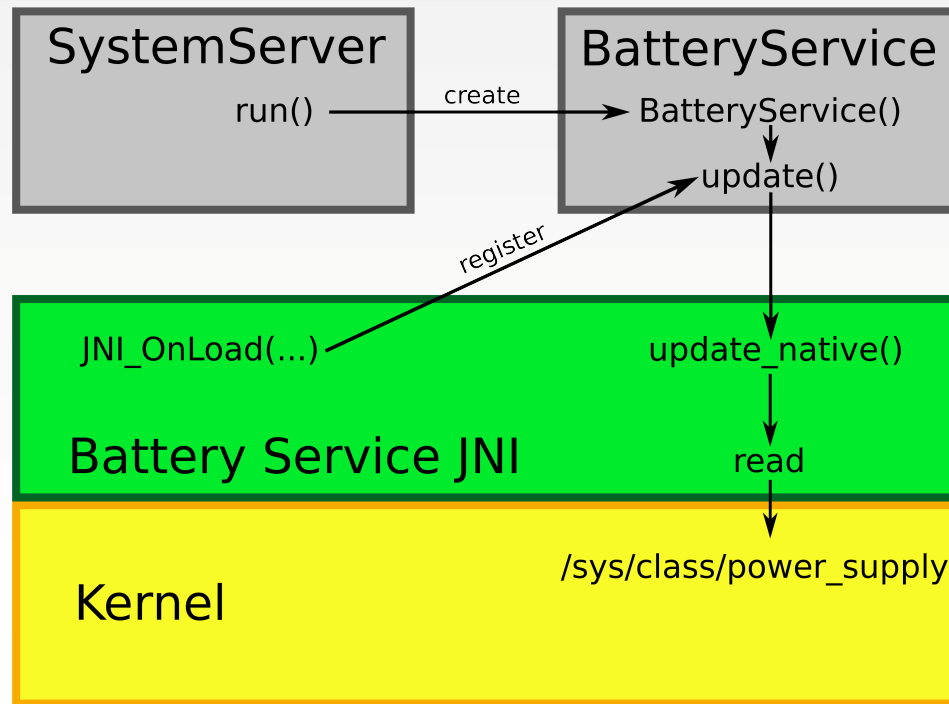 SystemServer
run()
create
BatteryService
BatteryService()
update()
register
JNI_OnLoad(...)
update_native()
Battery Service JNI
read
/sys/class/power_supply
Kernel